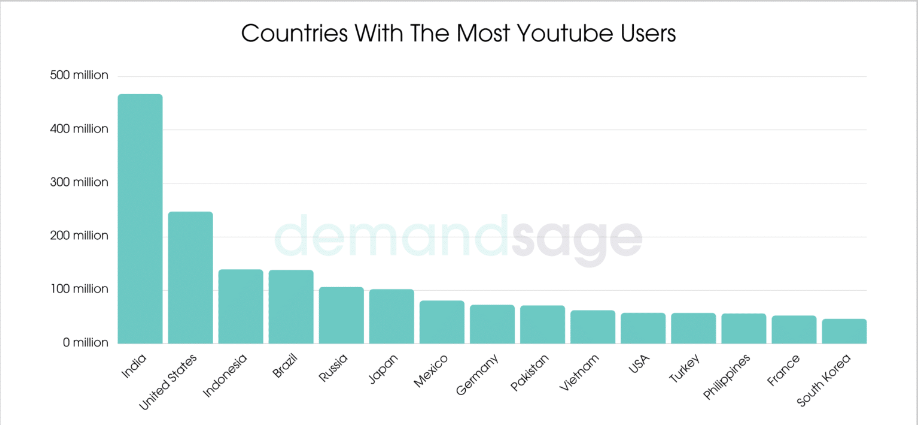 Countries With The Most Youtube Users
500 million
400 million
300 million
200 million
100 million
0 million
demandsage
India
United States
Indonesia
Brazil
Russia
Japan
Mexico
Germany
Pakistan
Vietnam
USA
Turkey
Philippines
France
South Korea